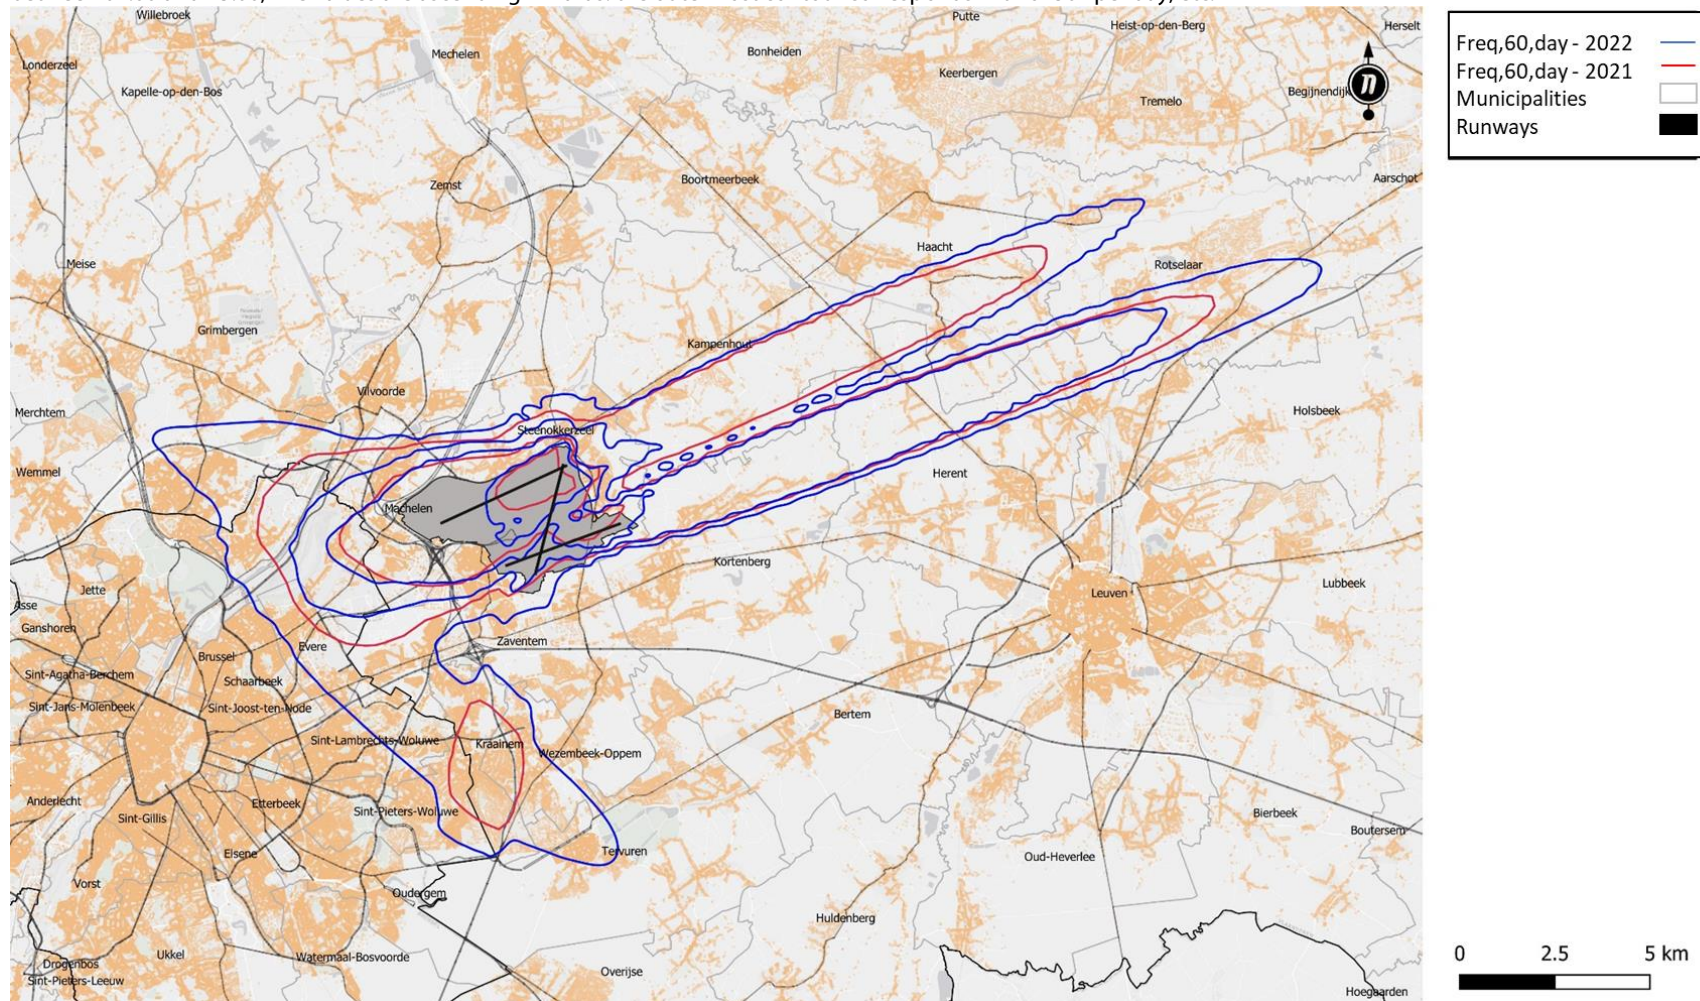 Willebroek
Putte
Heist-op-den-Berg
Herselt
Mechelen
Bonheiden
Londerzeel
Keerbergen
Kapelle-op-den-Bos
Begijnendijk
Tremelo
Zemst
Boortmeerbeek
Aarschot
Haacht
Meise
Rotselaar
Grimbergen
Kampenhout
Vilvoorde
Merchtem
Holsbeek
Steenokkerzeel
Wemmel
Herent
Machelen
Kortenberg
Lubbeek
Jette
Leuven
Asse
Ganshoren
Zaventem
Evere
Brussel
Sint-Agatha-Berchem
Schaarbeek
Sint-Jans-Molenbeek
Sint-Joost-ten-Node
Bertem
Sint-Lambrechts-Woluwe
Kraainem
Wezembeek-Oppem
Anderlecht
Etterbeek
Sint-Pieters-Woluwe
Sint-Gillis
Bierbeek
Boutersem
Elsene
Tervuren
Oud-Heverlee
Vorst
Oudergem
Huldenberg
Ukkel
Watermaal-Bosvoorde
Drogenbos
Overijse
Sint-Pieters-Leeuw
Hoegaarden
Freq,60,day - 2022
Freq,60,day - 2021
Municipalities
Runways
0 2.5 5 km